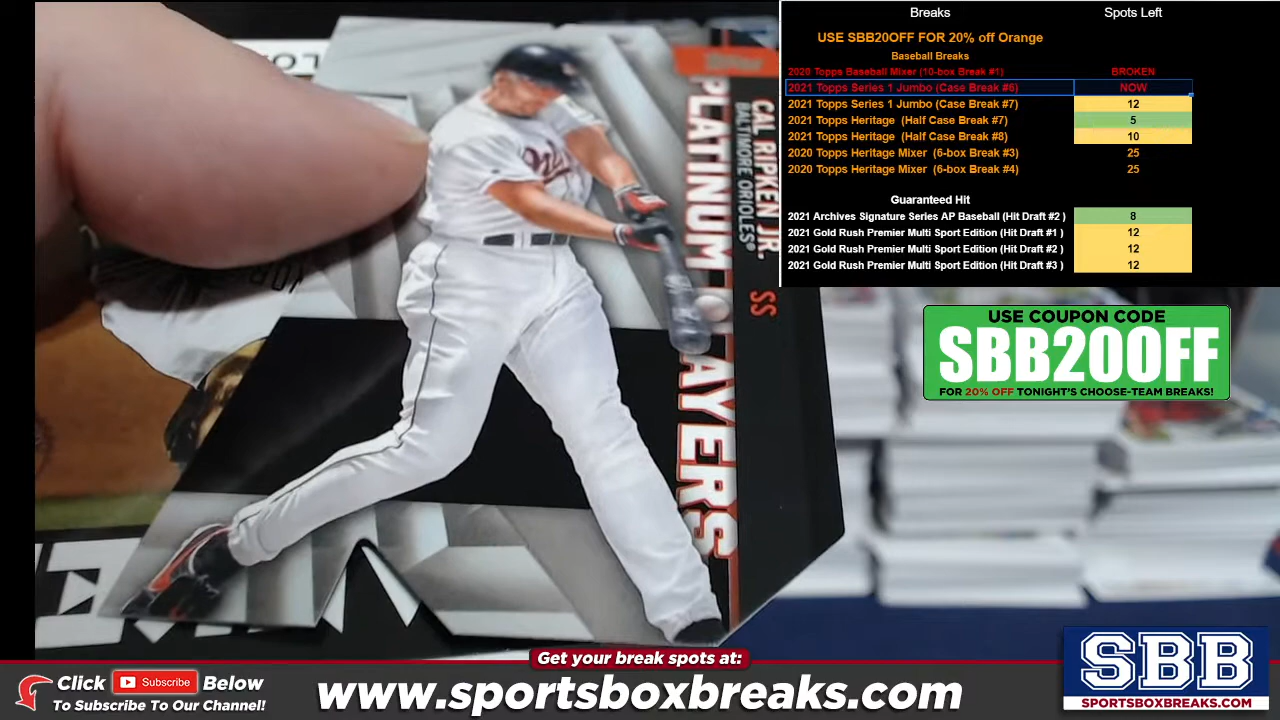 Breaks Spots Left
USE SBB20OFF FOR 20% off Orange
Baseball Breaks
2020 Topps Baseball Mixer (10-box Break #1) BROKEN
2021 Topps Series 1 Jumbo (Case Break #6) NOW
2021 Topps Series 1 Jumbo (Case Break #7) 12
2021 Topps Heritage (Half Case Break #7) 5
2021 Topps Heritage (Half Case Break #8) 10
2020 Topps Heritage Mixer (6-box Break #3) 25
2020 Topps Heritage Mixer (6-box Break #4) 25
Guaranteed Hit
2021 Archives Signature Series AP Baseball (Hit Draft #2 ) 8
2021 Gold Rush Premier Multi Sport Edition (Hit Draft #1 ) 12
2021 Gold Rush Premier Multi Sport Edition (Hit Draft #2 ) 12
2021 Gold Rush Premier Multi Sport Edition (Hit Draft #3 ) 12
USE COUPON CODE
SBB20OFF
FOR 20% OFF TONIGHT'S CHOOSE-TEAM BREAKS!
CAL RIPKEN JR. SS
BALTIMORE ORIOLES®
PLATINUM PLAYERS
Get your break spots at:
Click Subscribe Below
To Subscribe To Our Channel!
www.sportsboxbreaks.com
SBB
SPORTSBOXBREAKS.COM